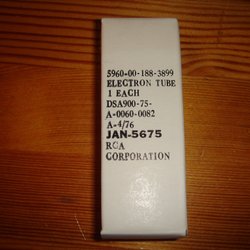 5960-00-188-3899
ELECTRON TUBE
1 EACH
DSA900-75-
A-0060-0082
A-4/76
JAN-5675
RCA
CORPORATION